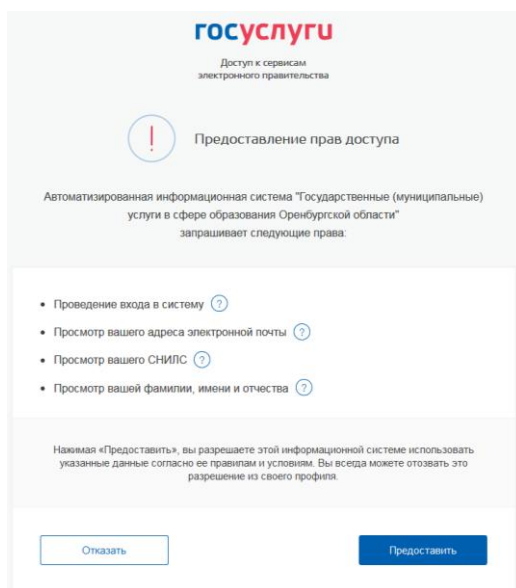 госуслуги
Доступ к сервисам
электронного правительства
Предоставление прав доступа
Автоматизированная информационная система "Государственные (муниципальные)
услуги в сфере образования Оренбургской области"
запрашивает следующие права:
• Проведение входа в систему ?
• Просмотр вашего адреса электронной почты ?
• Просмотр вашего СНИЛС ?
• Просмотр вашей фамилии, имени и отчества ?
Нажимая «Предоставить», вы разрешаете этой информационной системе использовать
указанные данные согласно ее правилам и условиям. Вы всегда можете отозвать это
разрешение из своего профиля.
Отказать
Предоставить